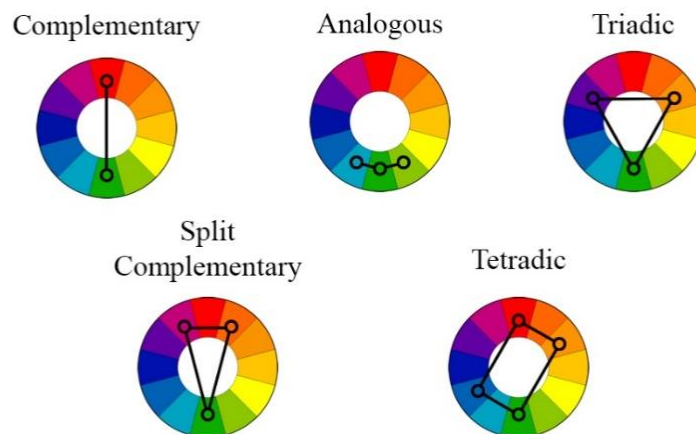 Complementary
Analogous
Triadic
Split
Complementary
Tetradic